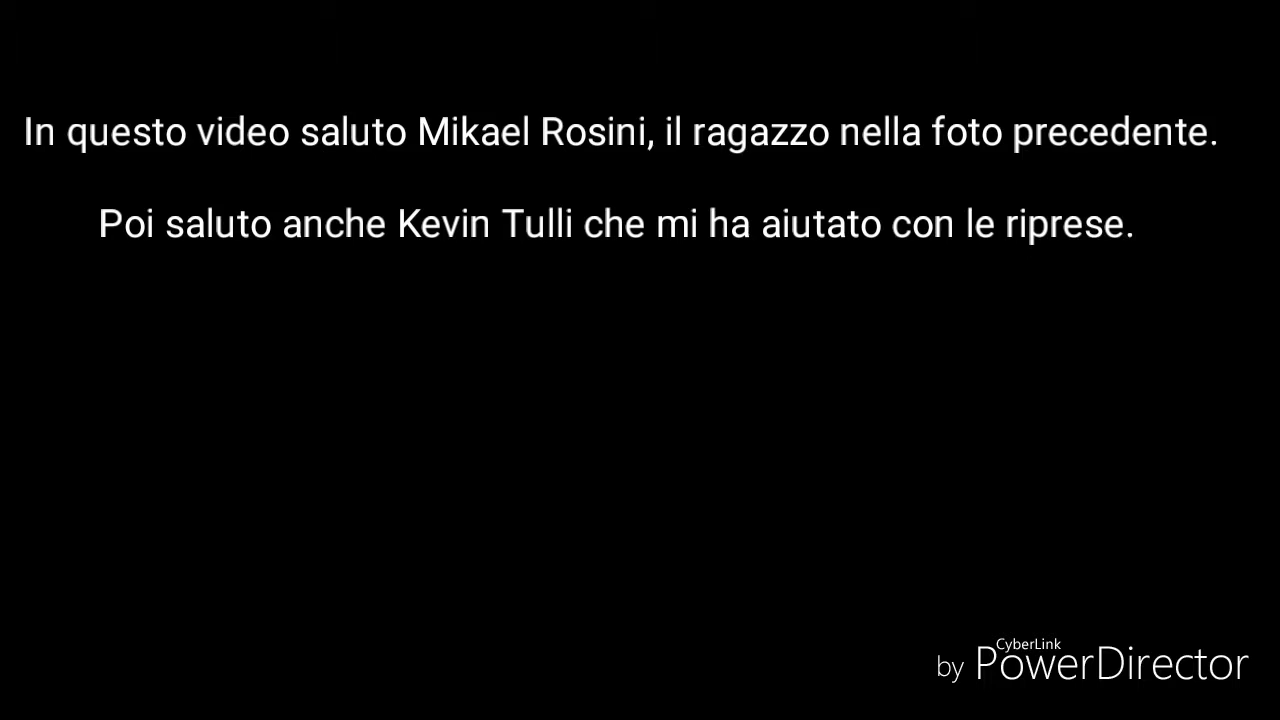 In questo video saluto Mikael Rosini, il ragazzo nella foto precedente.
Poi saluto anche Kevin Tulli che mi ha aiutato con le riprese.
CyberLink
by PowerDirector